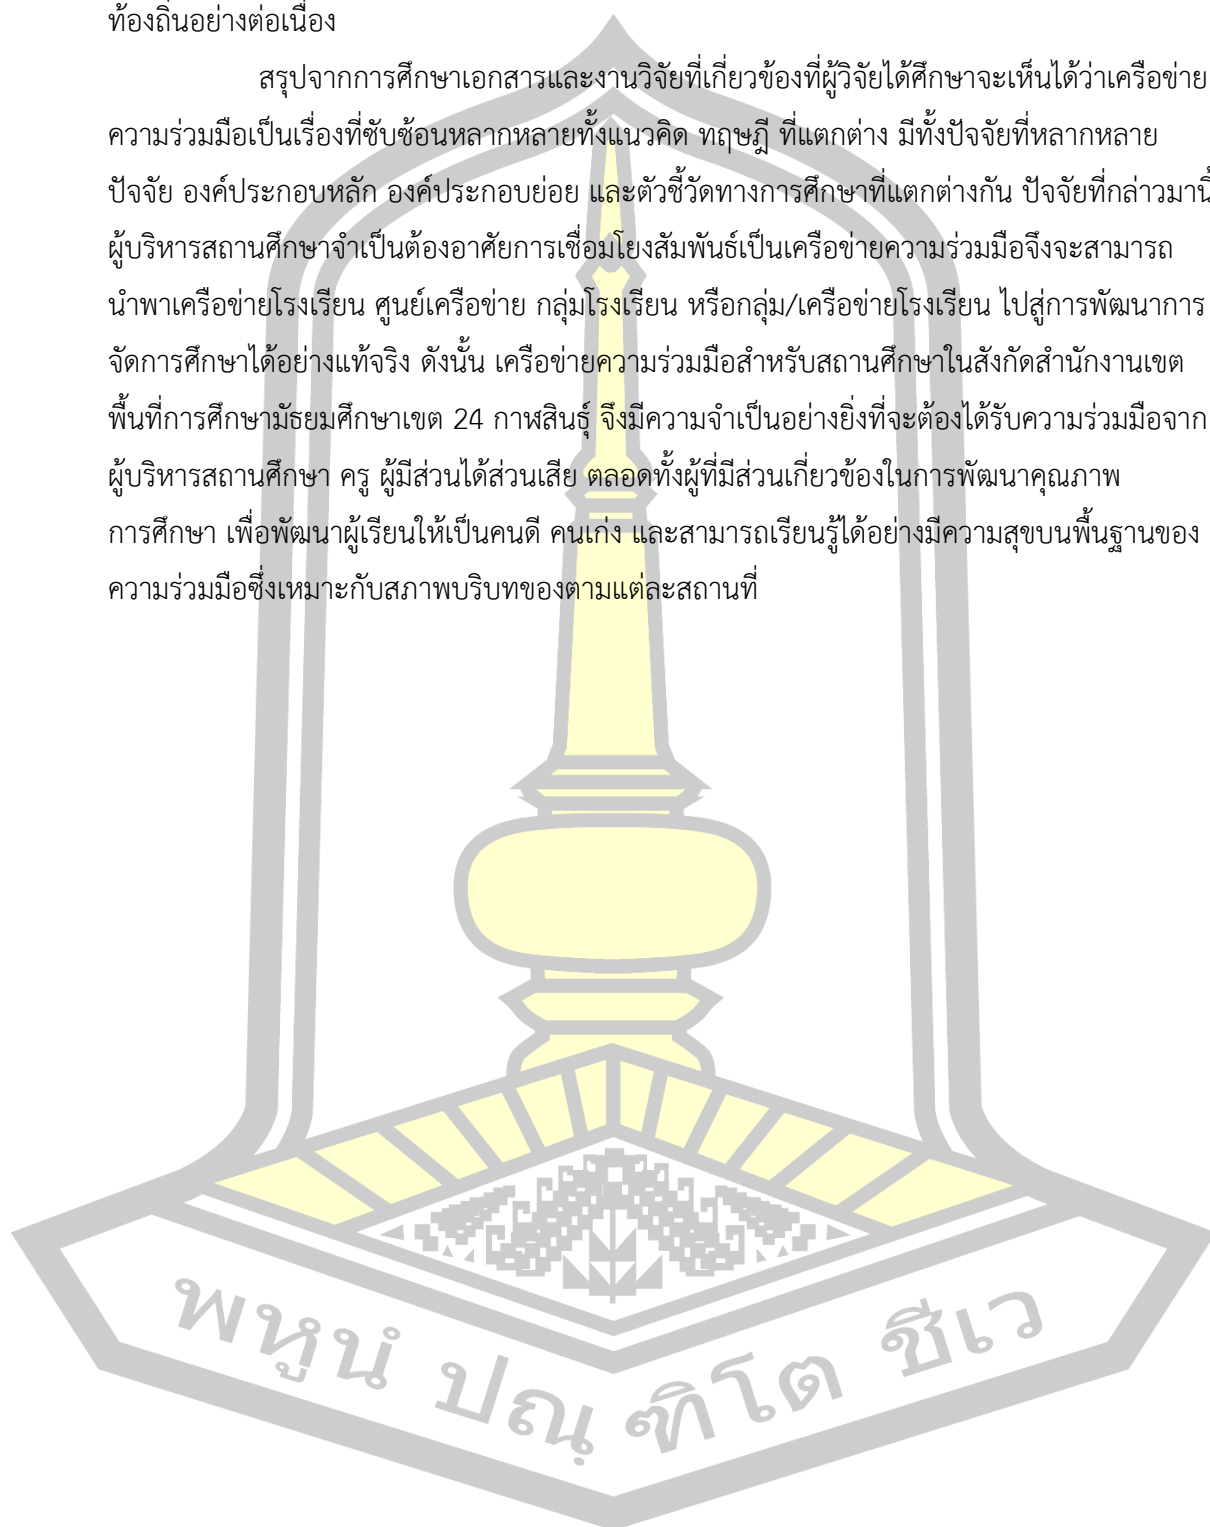 ท้องถิ่นอย่างต่อเนื่อง
สรุปจากการศึกษาเอกสารและงานวิจัยที่เกี่ยวข้องที่ผู้วิจัยได้ศึกษาจะเห็นได้ว่าเครือข่าย
ความร่วมมือเป็นเรื่องที่ซับซ้อนหลากหลายทั้งแนวคิด ทฤษฎี ที่แตกต่าง มีทั้งปัจจัยที่หลากหลาย
ปัจจัย องค์ประกอบหลัก องค์ประกอบย่อย และตัวชี้วัดทางการศึกษาที่แตกต่างกัน ปัจจัยที่กล่าวมานี้
ผู้บริหารสถานศึกษาจำเป็นต้องอาศัยการเชื่อมโยงสัมพันธ์เป็นเครือข่ายความร่วมมือจึงจะสามารถ
นำพาเครือข่ายโรงเรียน ศูนย์เครือข่าย กลุ่มโรงเรียน หรือกลุ่ม/เครือข่ายโรงเรียน ไปสู่การพัฒนาการ
จัดการศึกษาได้อย่างแท้จริง ดังนั้น เครือข่ายความร่วมมือสำหรับสถานศึกษาในสังกัดสำนักงานเขต
พื้นที่การศึกษามัธยมศึกษาเขต 24 กาฬสินธุ์ จึงมีความจำเป็นอย่างยิ่งที่จะต้องได้รับความร่วมมือจาก
ผู้บริหารสถานศึกษา ครู ผู้มีส่วนได้ส่วนเสีย ตลอดทั้งผู้ที่มีส่วนเกี่ยวข้องในการพัฒนาคุณภาพ
การศึกษา เพื่อพัฒนาผู้เรียนให้เป็นคนดี คนเก่ง และสามารถเรียนรู้ได้อย่างมีความสุขบนพื้นฐานของ
ความร่วมมือซึ่งเหมาะกับสภาพบริบทของตามแต่ละสถานที่
พหูนํ ปณฺฑิโต ชีเว